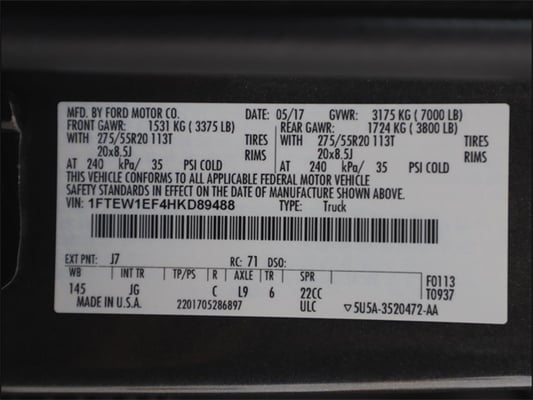 MFD. BY FORD MOTOR CO. DATE: 05/17 GVWR: 3175 KG ( 7000 LB)
FRONT GAWR: 1531 KG ( 3375 LB) REAR GAWR: 1724 KG ( 3800 LB)
WITH 275/55R20 113T TIRES WITH 275/55R20 113T TIRES
20x8.5J RIMS 20x8.5J RIMS
AT 240 kPa/ 35 PSI COLD AT 240 kPa/ 35 PSI COLD
THIS VEHICLE CONFORMS TO ALL APPLICABLE FEDERAL MOTOR VEHICLE
SAFETY STANDARDS IN EFFECT ON THE DATE OF MANUFACTURE SHOWN ABOVE.
VIN: 1FTEW1EF4HKD89488 TYPE: Truck
EXT PNT: J7 RC: 71 DSO:
WB INT TR TP/PS R AXLE TR SPR F0113
145 JG C L9 6 22CC T0937
MADE IN U.S.A. 2201705286897 ULC ▽5U5A-3520472-AA